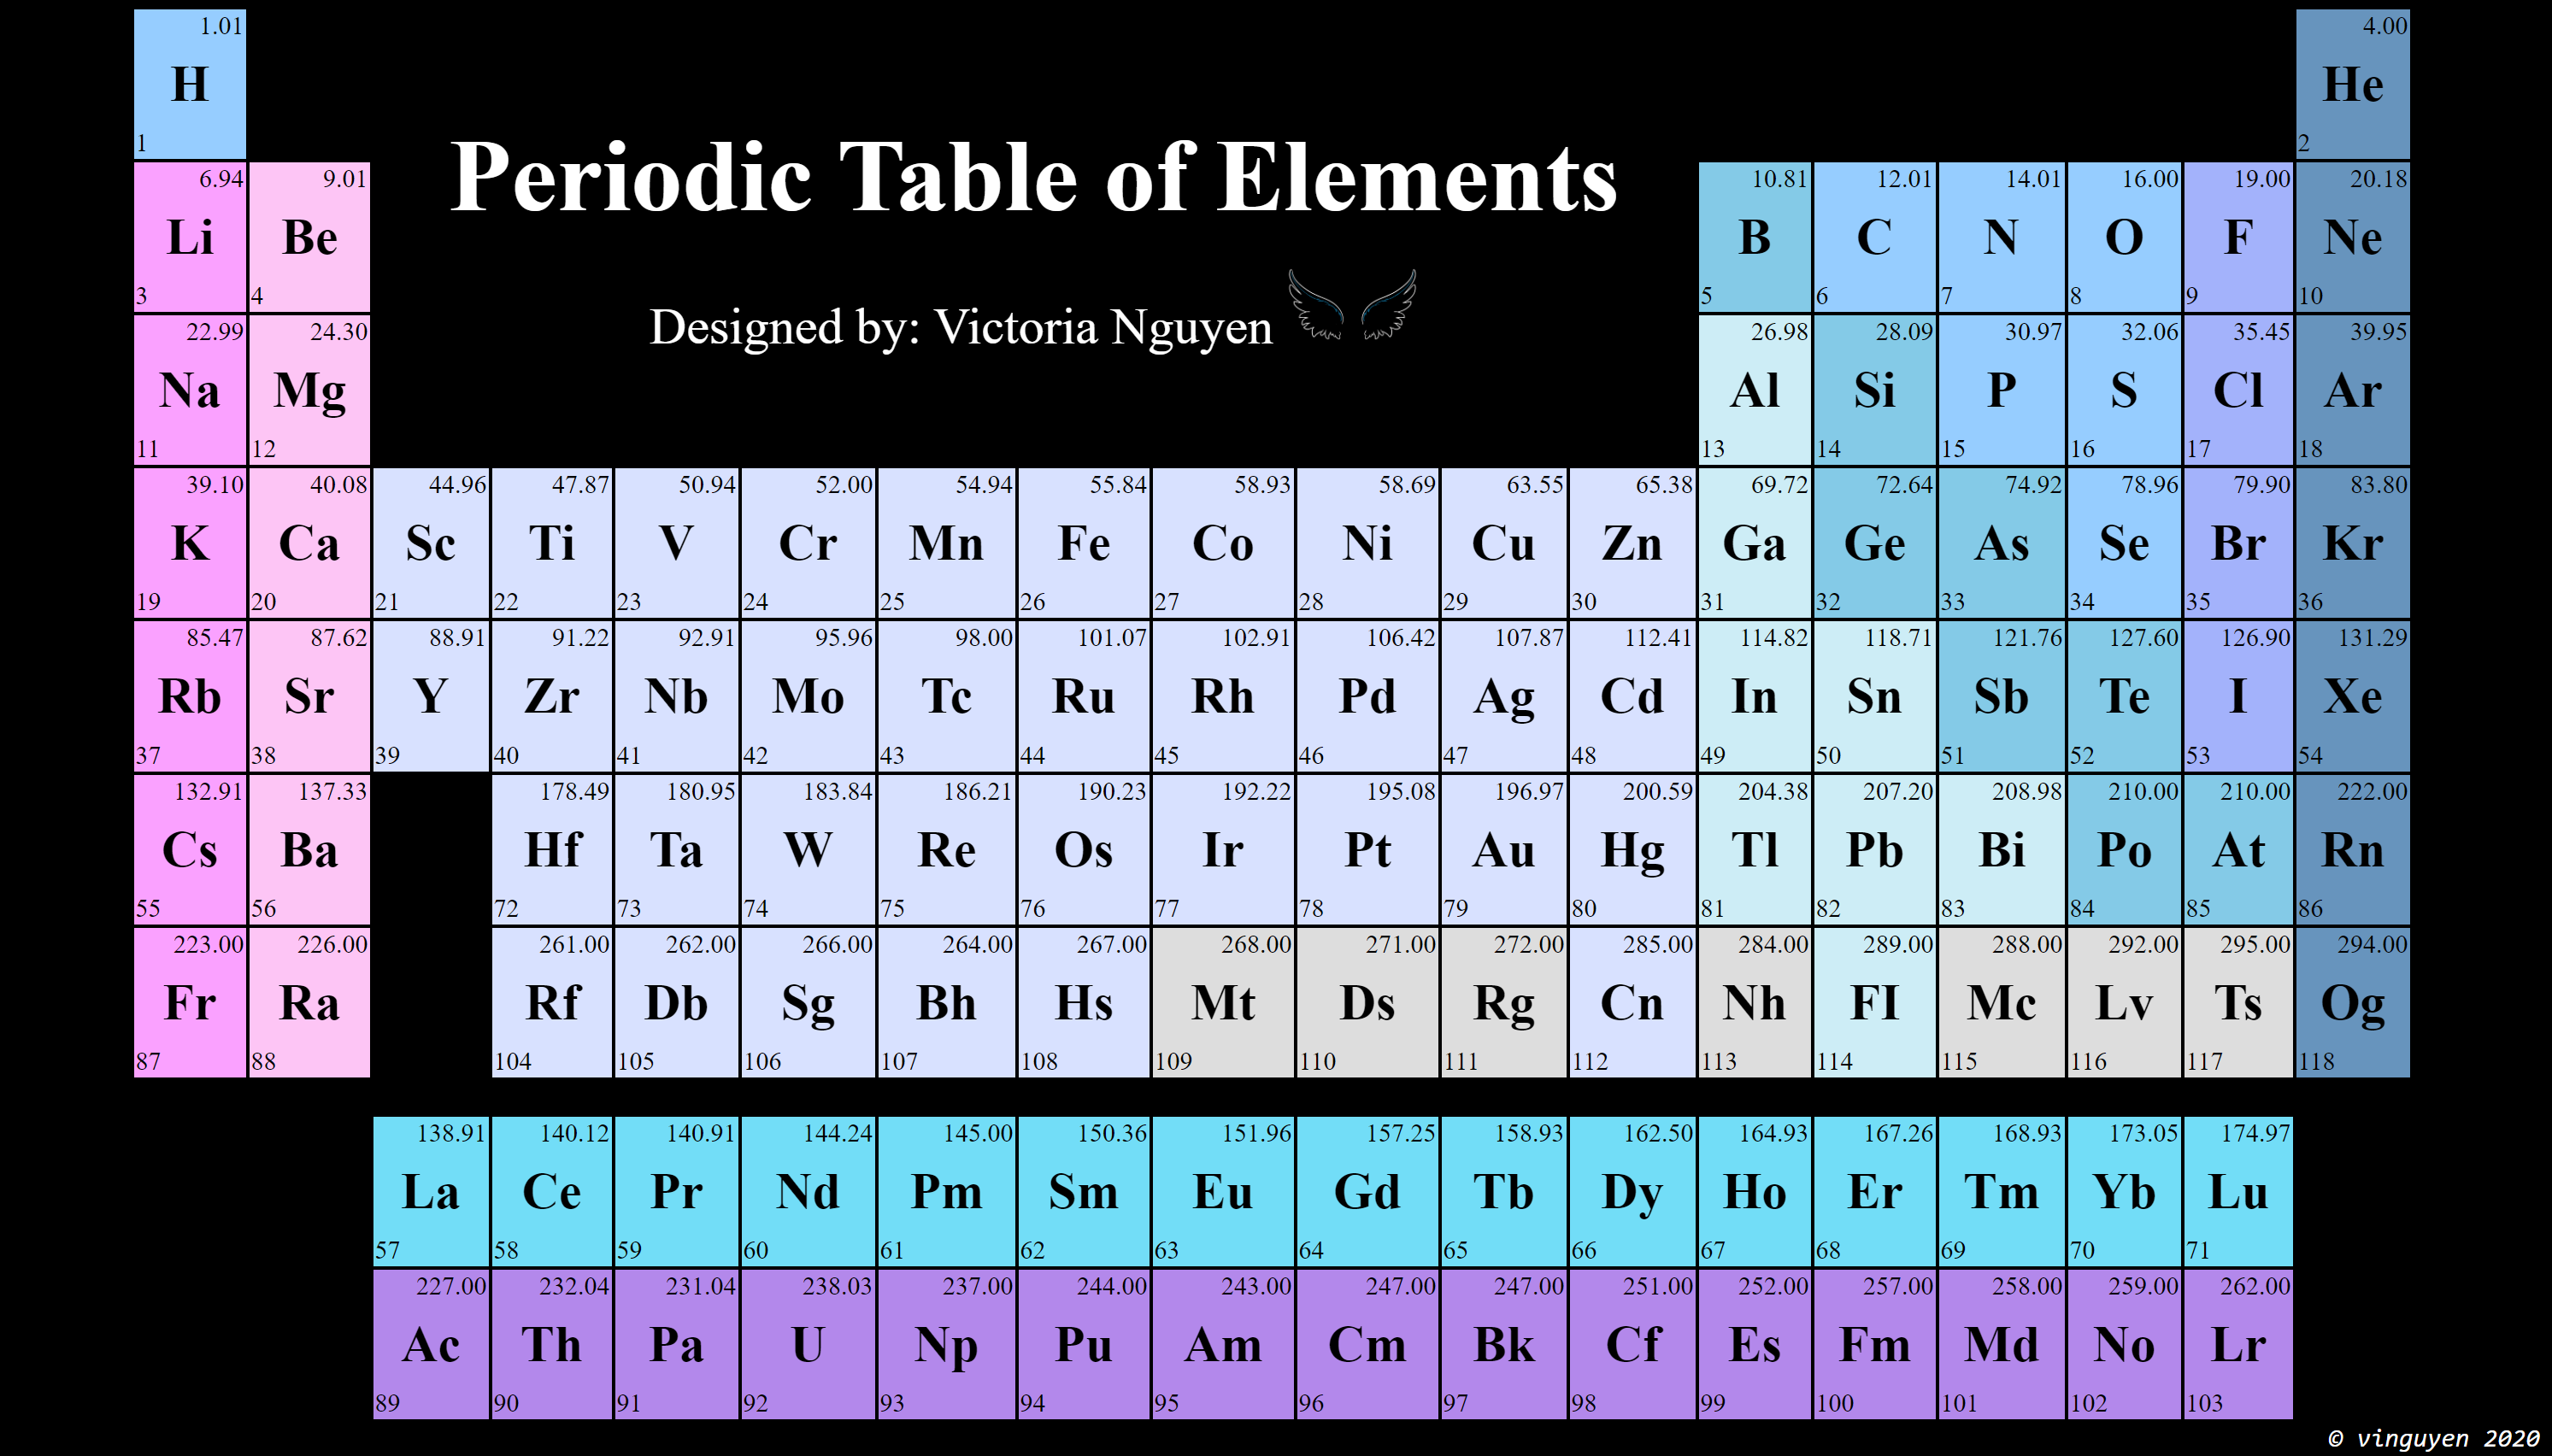 1.01 4.00
H He
1 2
Periodic Table of Elements
6.94 9.01 10.81 12.01 14.01 16.00 19.00 20.18
Li Be B C N O F Ne
3 4 5 6 7 8 9 10
Designed by: Victoria Nguyen
22.99 24.30 26.98 28.09 30.97 32.06 35.45 39.95
Na Mg Al Si P S Cl Ar
11 12 13 14 15 16 17 18
39.10 40.08 44.96 47.87 50.94 52.00 54.94 55.84 58.93 58.69 63.55 65.38 69.72 72.64 74.92 78.96 79.90 83.80
K Ca Sc Ti V Cr Mn Fe Co Ni Cu Zn Ga Ge As Se Br Kr
19 20 21 22 23 24 25 26 27 28 29 30 31 32 33 34 35 36
85.47 87.62 88.91 91.22 92.91 95.96 98.00 101.07 102.91 106.42 107.87 112.41 114.82 118.71 121.76 127.60 126.90 131.29
Rb Sr Y Zr Nb Mo Tc Ru Rh Pd Ag Cd In Sn Sb Te I Xe
37 38 39 40 41 42 43 44 45 46 47 48 49 50 51 52 53 54
132.91 137.33 178.49 180.95 183.84 186.21 190.23 192.22 195.08 196.97 200.59 204.38 207.20 208.98 210.00 210.00 222.00
Cs Ba Hf Ta W Re Os Ir Pt Au Hg Tl Pb Bi Po At Rn
55 56 72 73 74 75 76 77 78 79 80 81 82 83 84 85 86
223.00 226.00 261.00 262.00 266.00 264.00 267.00 268.00 271.00 272.00 285.00 284.00 289.00 288.00 292.00 295.00 294.00
Fr Ra Rf Db Sg Bh Hs Mt Ds Rg Cn Nh FI Mc Lv Ts Og
87 88 104 105 106 107 108 109 110 111 112 113 114 115 116 117 118
138.91 140.12 140.91 144.24 145.00 150.36 151.96 157.25 158.93 162.50 164.93 167.26 168.93 173.05 174.97
La Ce Pr Nd Pm Sm Eu Gd Tb Dy Ho Er Tm Yb Lu
57 58 59 60 61 62 63 64 65 66 67 68 69 70 71
227.00 232.04 231.04 238.03 237.00 244.00 243.00 247.00 247.00 251.00 252.00 257.00 258.00 259.00 262.00
Ac Th Pa U Np Pu Am Cm Bk Cf Es Fm Md No Lr
89 90 91 92 93 94 95 96 97 98 99 100 101 102 103
© vinguyen 2020